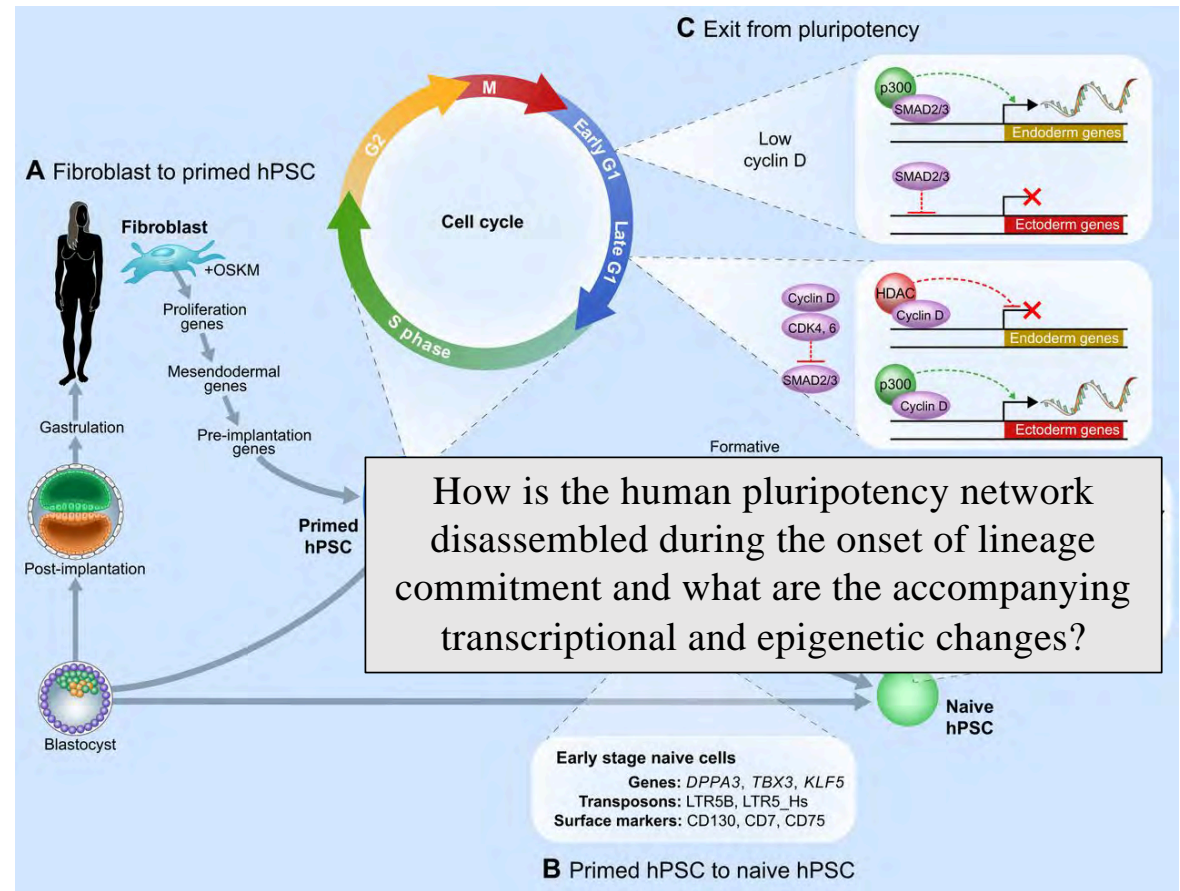 C Exit from pluripotency
p300
SMAD2/3
Endoderm genes
Low
cyclin D
SMAD2/3
Ectoderm genes
M
G2
Early G1
Late G1
S phase
Cell cycle
A Fibroblast to primed hPSC
Fibroblast
+OSKM
Proliferation
genes
Mesendodermal
genes
Pre-implantation
genes
Gastrulation
Post-implantation
Blastocyst
Primed
hPSC
Cyclin D
CDK4, 6
SMAD2/3
HDAC
Cyclin D
Endoderm genes
p300
Cyclin D
Ectoderm genes
Formative
How is the human pluripotency network
disassembled during the onset of lineage
commitment and what are the accompanying
transcriptional and epigenetic changes?
Naive
hPSC
Early stage naive cells
Genes: DPPA3, TBX3, KLF5
Transposons: LTR5B, LTR5_Hs
Surface markers: CD130, CD7, CD75
B Primed hPSC to naive hPSC